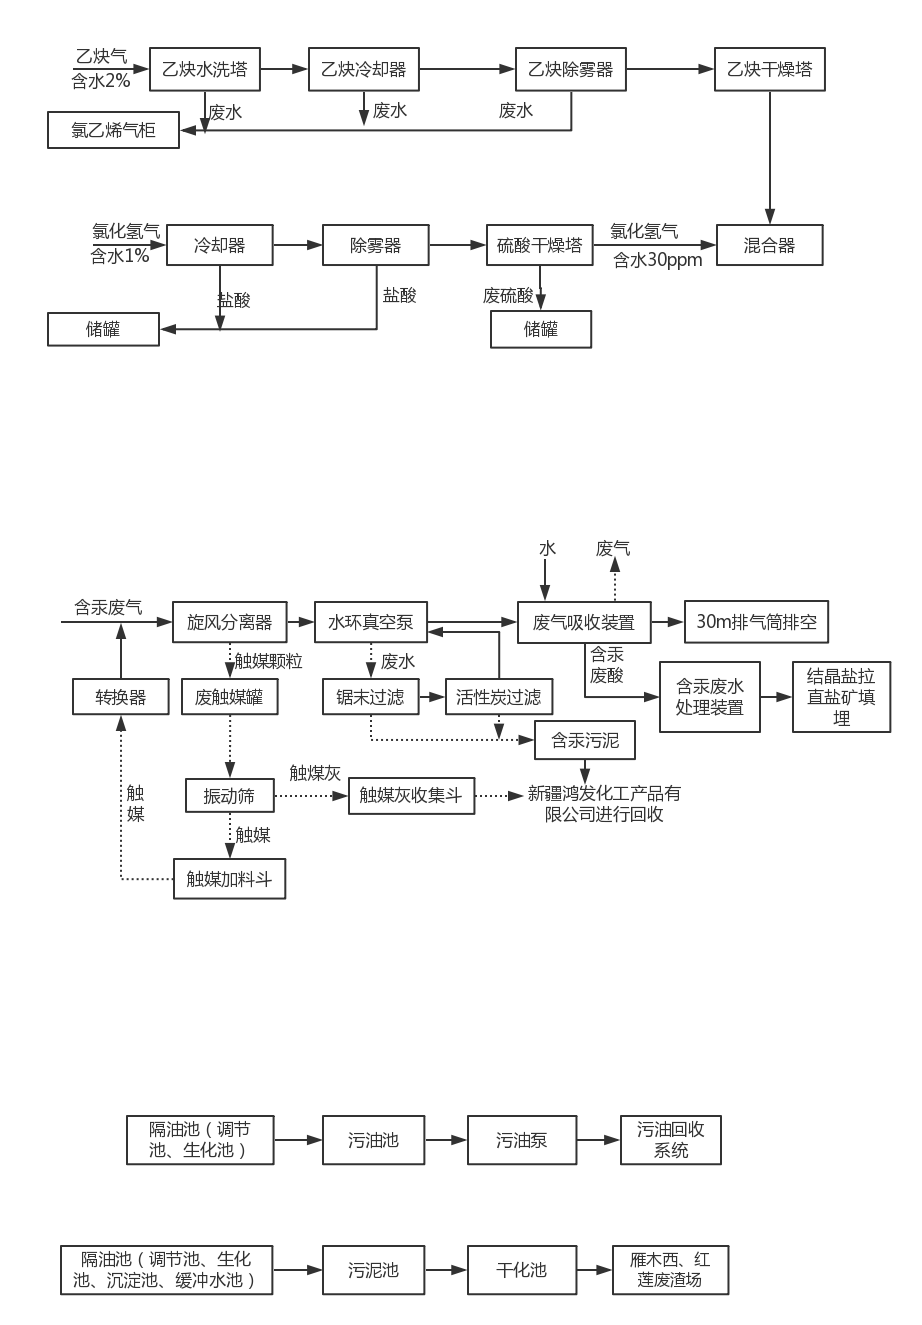 乙炔气
含水2%
乙炔水洗塔
乙炔冷却器
乙炔除雾器
乙炔干燥塔
废水
废水
废水
氯乙烯气柜
氯化氢气
含水1%
冷却器
除雾器
硫酸干燥塔
氯化氢气
含水30ppm
混合器
盐酸
盐酸
废硫酸
储罐
储罐
水
废气
含汞废气
旋风分离器
水环真空泵
废气吸收装置
30m排气筒排空
触媒颗粒
废水
含汞
废酸
转换器
废触媒罐
锯末过滤
活性炭过滤
含汞废水
处理装置
结晶盐拉
直盐矿填
埋
含汞污泥
触
媒
振动筛
触煤灰
触媒灰收集斗
新疆鸿发化工产品有
限公司进行回收
触媒
触媒加料斗
隔油池（调节
池、生化池）
污油池
污油泵
污油回收
系统
隔油池（调节池、生化
池、沉淀池、缓冲水池）
污泥池
干化池
雁木西、红
莲废渣场